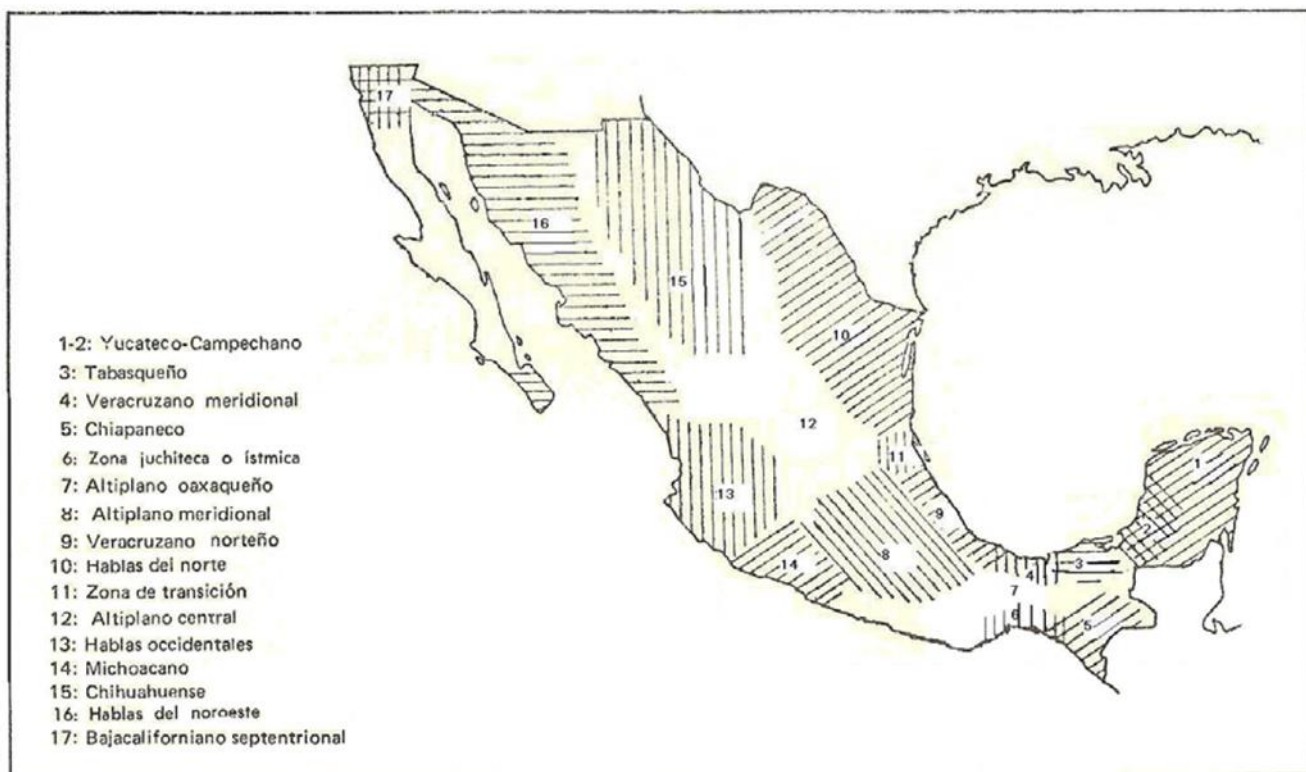 1-2: Yucateco-Campechano
3: Tabasqueño
4: Veracruzano meridional
5: Chiapaneco
6: Zona juchiteca o ístmica
7: Altiplano oaxaqueño
8: Altiplano meridional
9: Veracruzano norteño
10: Hablas del norte
11: Zona de transición
12: Altiplano central
13: Hablas occidentales
14: Michoacano
15: Chihuahuense
16: Hablas del noroeste
17: Bajacaliforniano septentrional
17
16
15
10
12
11
13
9
8
14
1
2
3
4
7
6
5